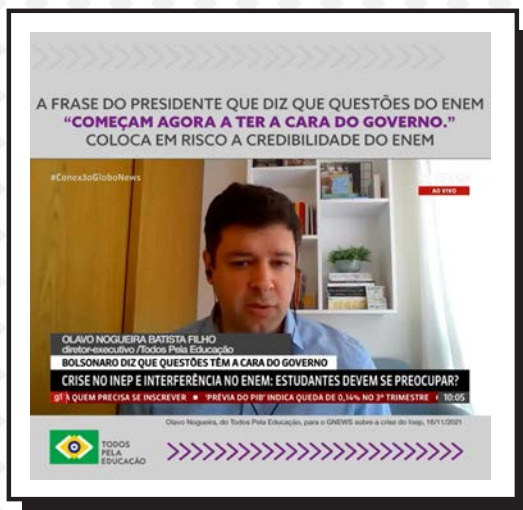 A FRASE DO PRESIDENTE QUE DIZ QUE QUESTÕES DO ENEM
“COMEÇAM AGORA A TER A CARA DO GOVERNO.”
COLOCA EM RISCO A CREDIBILIDADE DO ENEM
#Conex3oGloboNews
AO VIVO
OLAVO NOGUEIRA BATISTA FILHO
diretor-executivo /Todos Pela Educação
BOLSONARO DIZ QUE QUESTÕES TÊM A CARA DO GOVERNO
CRISE NO INEP E INTERFERÊNCIA NO ENEM: ESTUDANTES DEVEM SE PREOCUPAR?
g1 A QUEM PRECISA SE INSCREVER ■ 'PRÉVIA DO PIB' INDICA QUEDA DE 0,14% NO 3º TRIMESTRE 10:05
Olavo Nogueira, do Todos Pela Educação, para o GNEWS sobre a crise do Inep, 16/11/2021
TODOS
PELA
EDUCAÇÃO